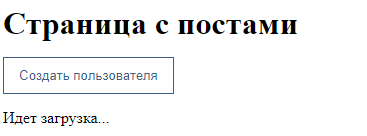 Страница с постами
Создать пользователя
Идет загрузка...